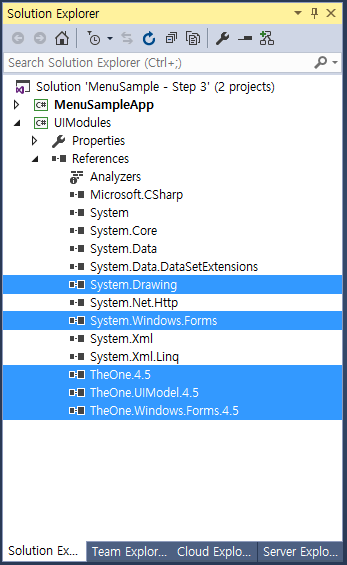 Solution Explorer
Search Solution Explorer (Ctrl+;)
Solution 'MenuSample - Step 3' (2 projects)
C# MenuSampleApp
C# UIModules
Properties
References
Analyzers
Microsoft.CSharp
System
System.Core
System.Data
System.Data.DataSetExtensions
System.Drawing
System.Net.Http
System.Windows.Forms
System.Xml
System.Xml.Linq
TheOne.4.5
TheOne.UIModel.4.5
TheOne.Windows.Forms.4.5
Solution Ex... Team Explor... Cloud Explo... Server Explo...